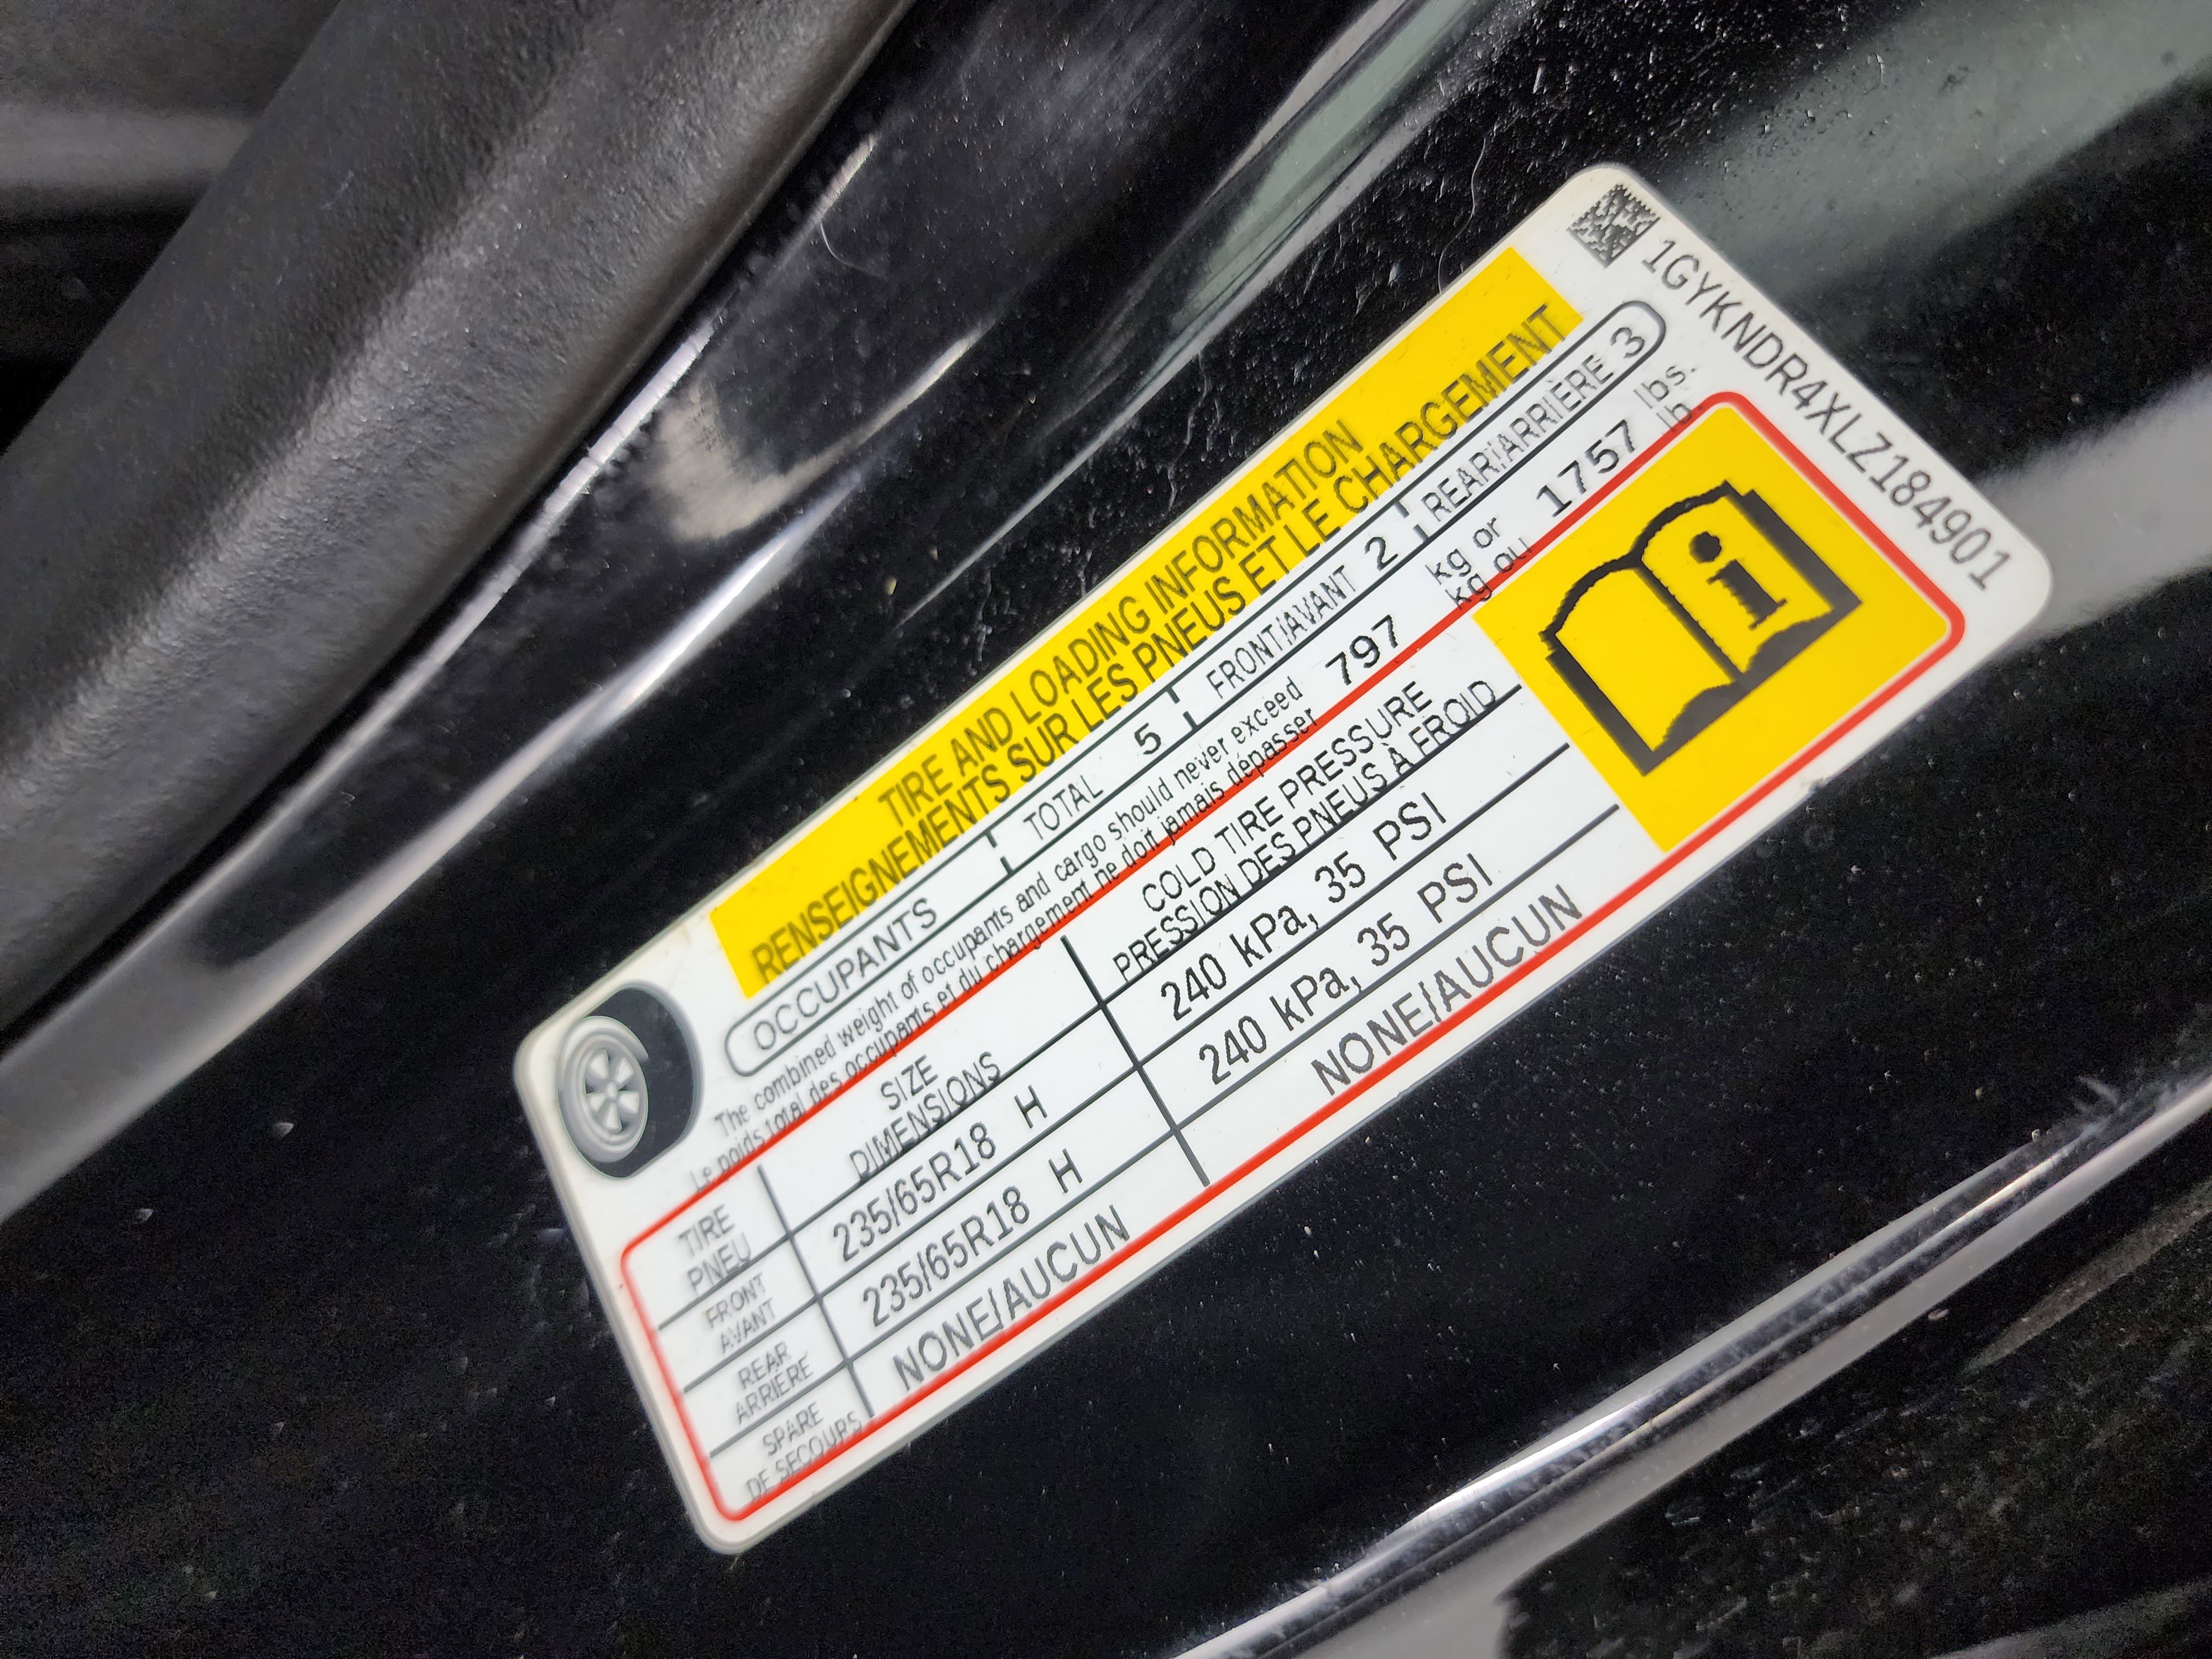 1GYKNDR4XLZ184901
TIRE AND LOADING INFORMATION
RENSEIGNEMENTS SUR LES PNEUS ET LE CHARGEMENT
OCCUPANTS TOTAL 5 FRONT/AVANT 2 REAR/ARRIÈRE 3
The combined weight of occupants and cargo should never exceed 797 kg or 1757 lbs.
Le poids total des occupants et du chargement ne doit jamais dépasser kg ou lb.
TIRE SIZE COLD TIRE PRESSURE
PNEU DIMENSIONS PRESSION DES PNEUS À FROID
FRONT 235/65R18 H 240 kPa, 35 PSI
AVANT
REAR 235/65R18 H 240 kPa, 35 PSI
ARRIÈRE
SPARE NONE/AUCUN NONE/AUCUN
DE SECOURS
i